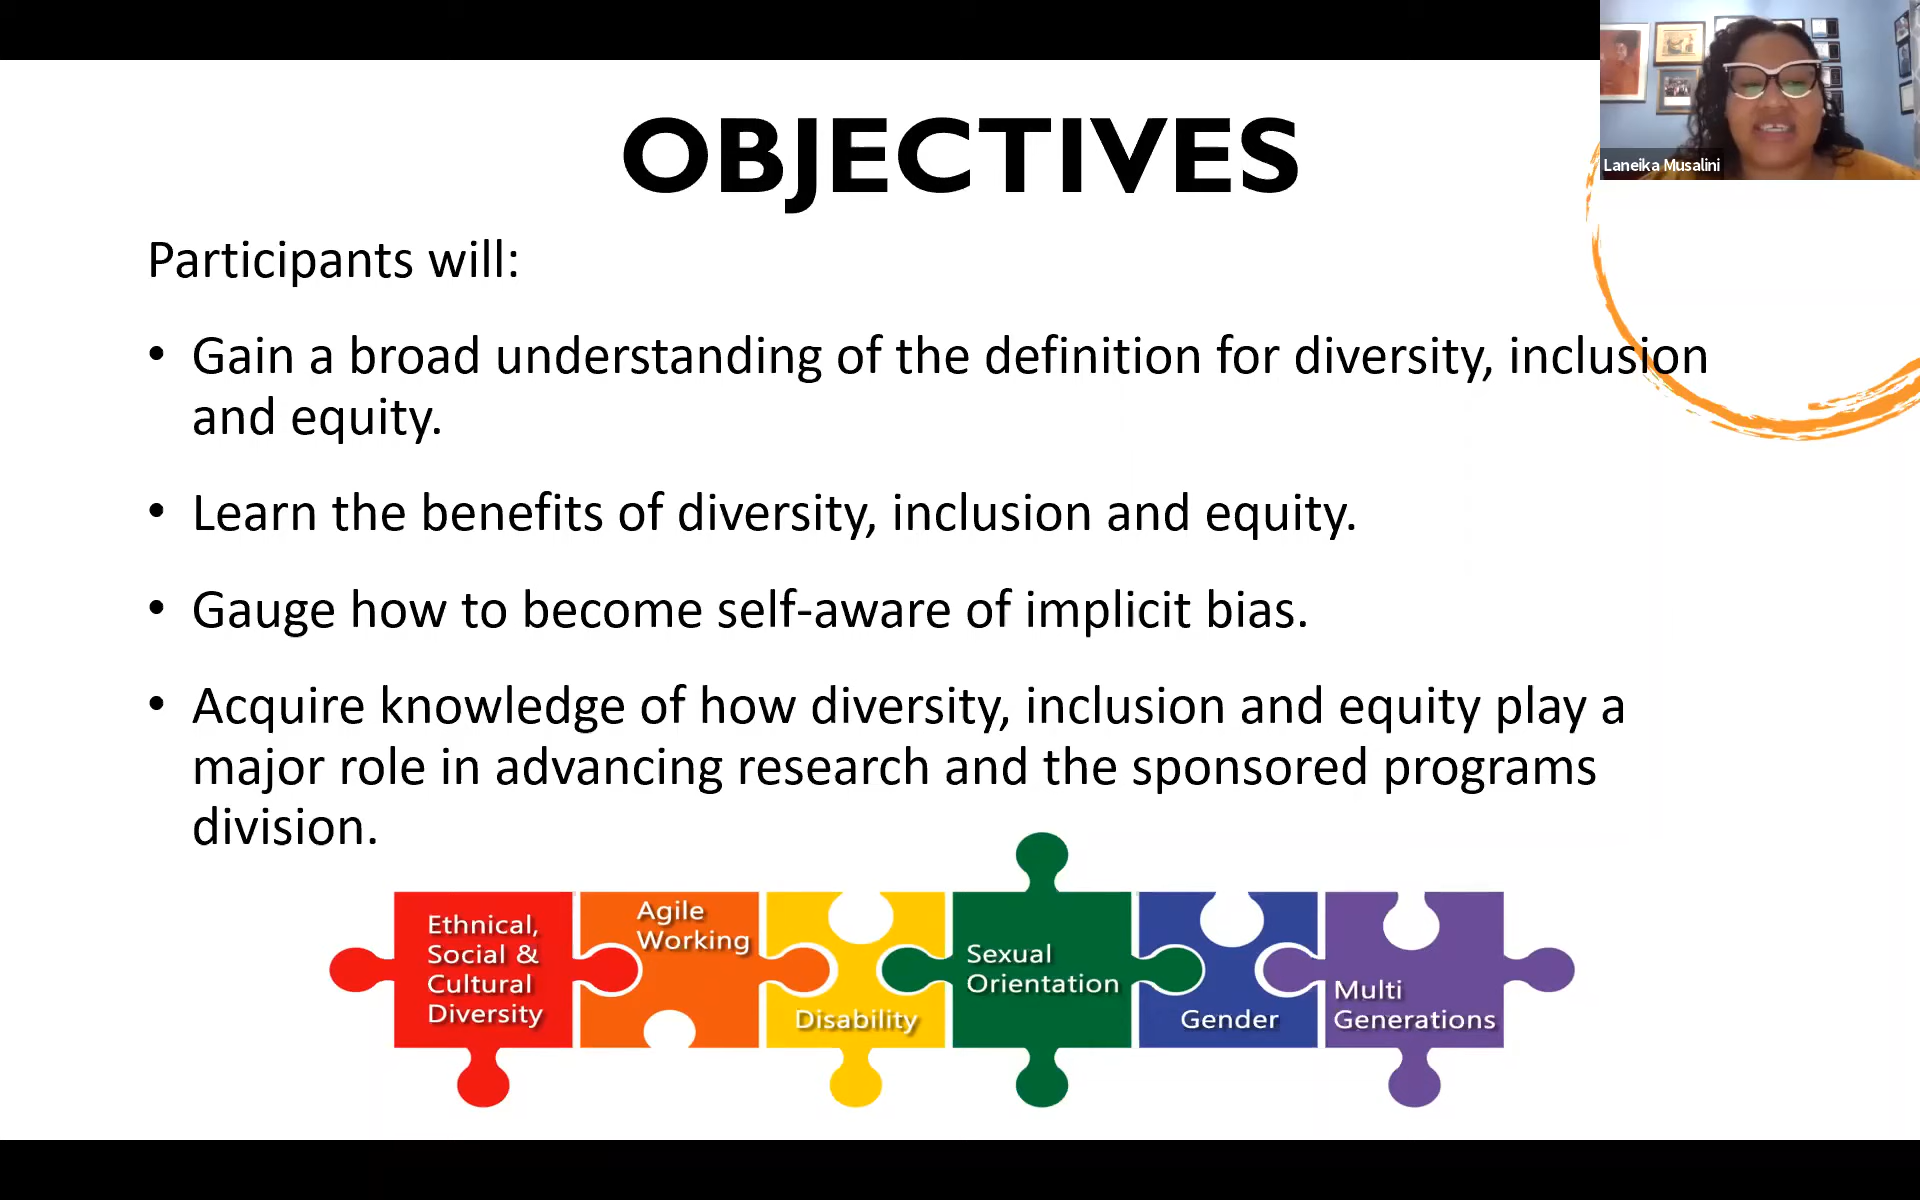 OBJECTIVES
Laneika Musalini
Participants will:
• Gain a broad understanding of the definition for diversity, inclusion
and equity.
• Learn the benefits of diversity, inclusion and equity.
• Gauge how to become self-aware of implicit bias.
• Acquire knowledge of how diversity, inclusion and equity play a
major role in advancing research and the sponsored programs
division.
Ethnical,
Social &
Cultural
Diversity
Agile
Working
Disability
Sexual
Orientation
Gender
Multi
Generations